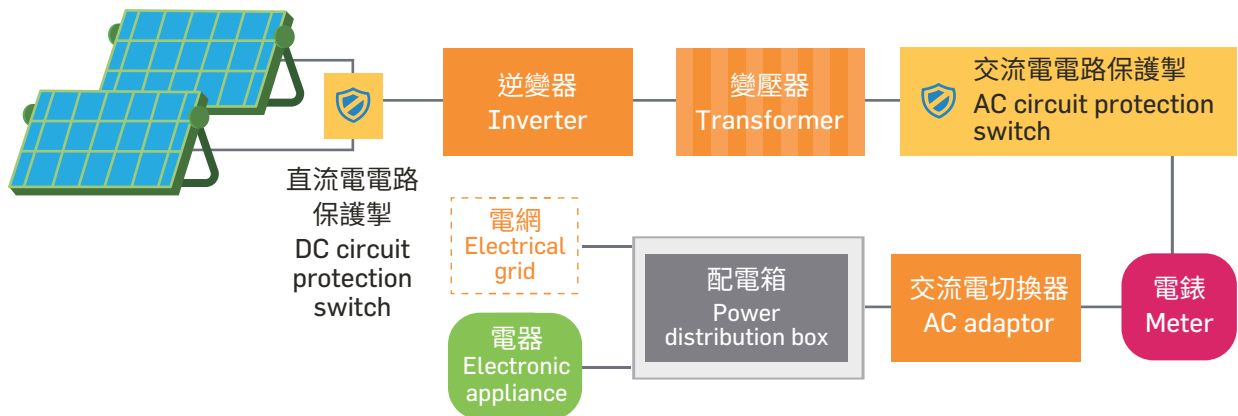 逆變器
Inverter
變壓器
Transformer
交流電電路保護掣
AC circuit protection
switch
直流電電路
保護掣
DC circuit
protection
switch
電網
Electrical
grid
配電箱
Power
distribution box
交流電切換器
AC adaptor
電錶
Meter
電器
Electronic
appliance